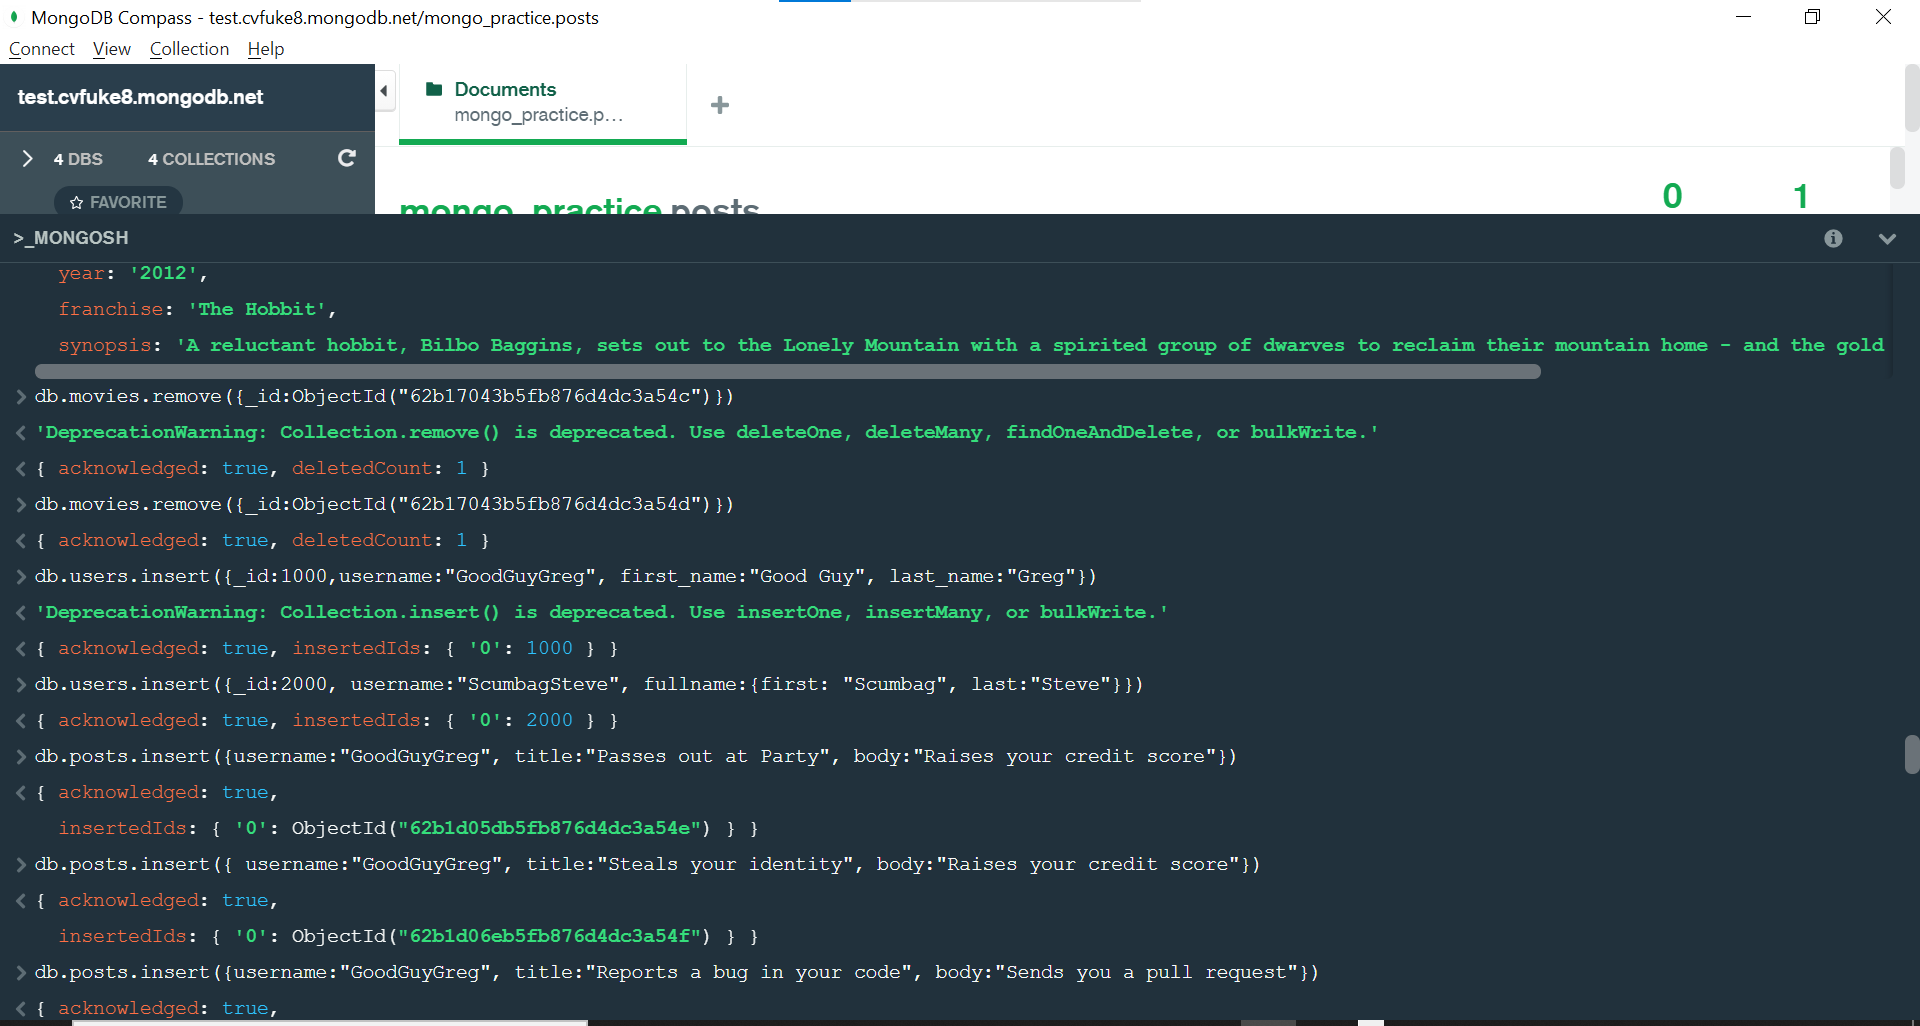 MongoDB Compass - test.cvfuke8.mongodb.net/mongo_practice.posts
Connect View Collection Help
test.cvfuke8.mongodb.net
Documents
mongo_practice.p...
4 DBS 4 COLLECTIONS
FAVORITE
mongo_practice.posts
0 1
>_MONGOSH
year: '2012',
franchise: 'The Hobbit',
synopsis: 'A reluctant hobbit, Bilbo Baggins, sets out to the Lonely Mountain with a spirited group of dwarves to reclaim their mountain home - and the gold
> db.movies.remove({_id:ObjectId("62b17043b5fb876d4dc3a54c")})
< 'DeprecationWarning: Collection.remove() is deprecated. Use deleteOne, deleteMany, findOneAndDelete, or bulkWrite.'
< { acknowledged: true, deletedCount: 1 }
> db.movies.remove({_id:ObjectId("62b17043b5fb876d4dc3a54d")})
< { acknowledged: true, deletedCount: 1 }
> db.users.insert({_id:1000,username:"GoodGuyGreg", first_name:"Good Guy", last_name:"Greg"})
< 'DeprecationWarning: Collection.insert() is deprecated. Use insertOne, insertMany, or bulkWrite.'
< { acknowledged: true, insertedIds: { '0': 1000 } }
> db.users.insert({_id:2000, username:"ScumbagSteve", fullname:{first: "Scumbag", last:"Steve"}})
< { acknowledged: true, insertedIds: { '0': 2000 } }
> db.posts.insert({username:"GoodGuyGreg", title:"Passes out at Party", body:"Raises your credit score"})
< { acknowledged: true,
insertedIds: { '0': ObjectId("62b1d05db5fb876d4dc3a54e") } }
> db.posts.insert({ username:"GoodGuyGreg", title:"Steals your identity", body:"Raises your credit score"})
< { acknowledged: true,
insertedIds: { '0': ObjectId("62b1d06eb5fb876d4dc3a54f") } }
> db.posts.insert({username:"GoodGuyGreg", title:"Reports a bug in your code", body:"Sends you a pull request"})
< { acknowledged: true,